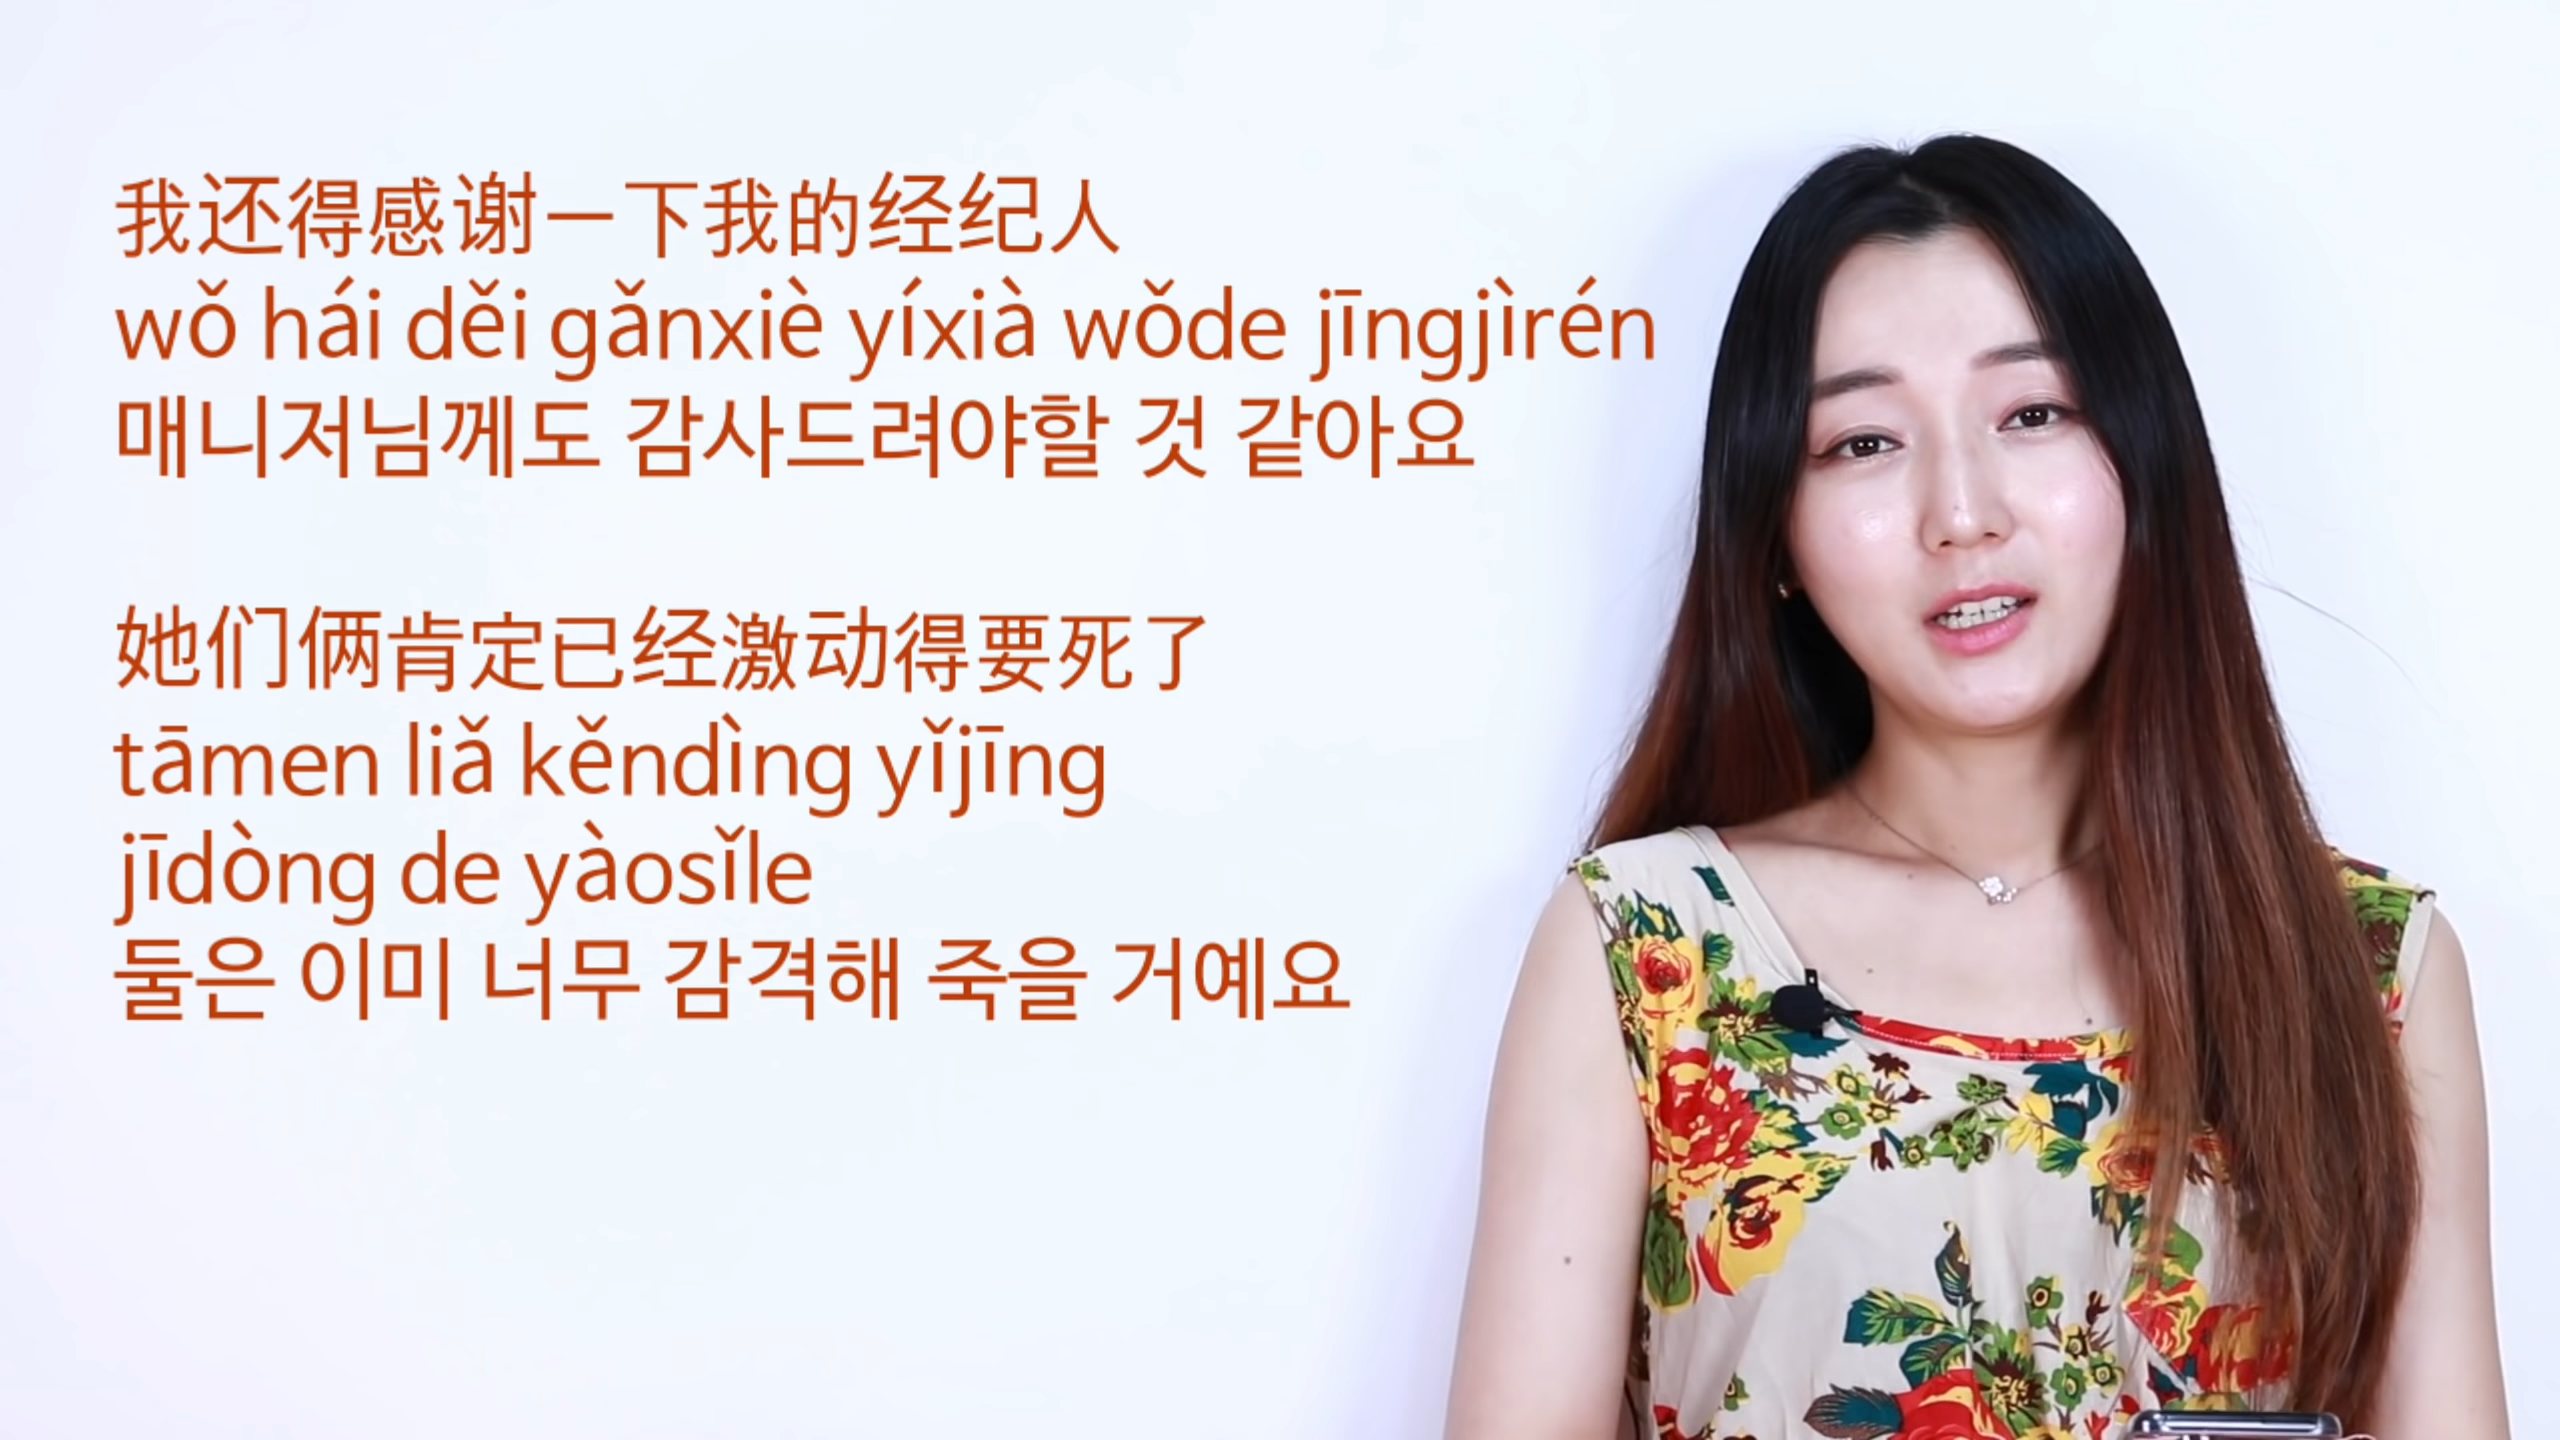 我还得感谢一下我的经纪人
wǒ hái děi gǎnxiè yíxià wǒde jīngjìrén
매니저님께도 감사드려야할 것 같아요
她们俩肯定已经激动得要死了
tāmen liǎ kěndìng yǐjīng
jīdòng de yàosǐle
둘은 이미 너무 감격해 죽을 거예요